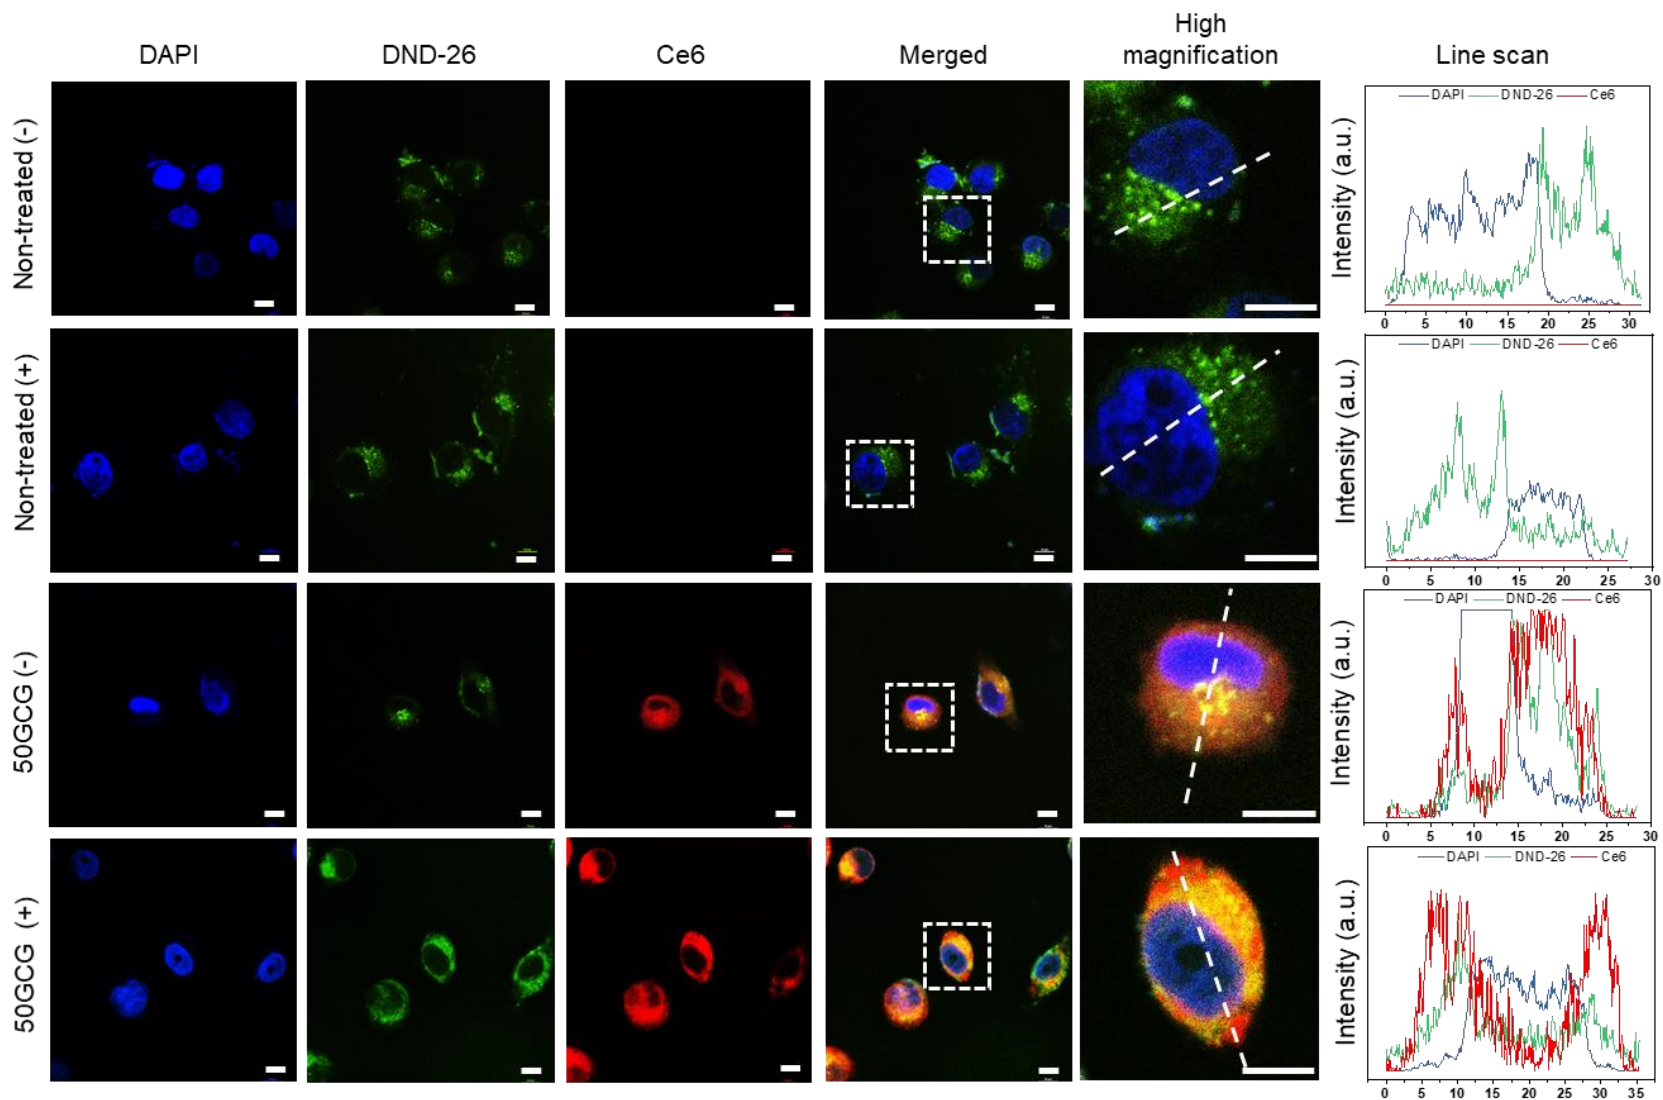 High
DAPI DND-26 Ce6 Merged magnification Line scan
Non-treated (-)
DAPI DND-26 Ce6
Intensity (a.u.)
0 5 10 15 20 25 30
Non-treated (+)
DAPI DND-26 Ce6
Intensity (a.u.)
0 5 10 15 20 25 30
50GCG (-)
DAPI DND-26 Ce6
Intensity (a.u.)
0 5 10 15 20 25 30
50GCG (+)
DAPI DND-26 Ce6
Intensity (a.u.)
0 5 10 15 20 25 30 35